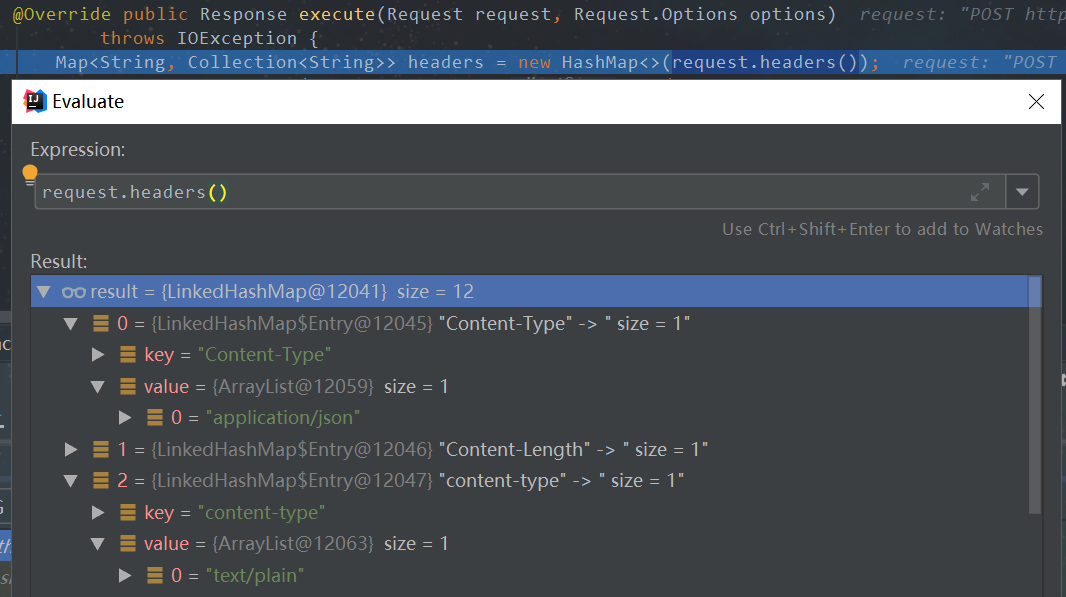 @Override public Response execute(Request request, Request.Options options)  request: "POST http
throws IOException {
Map<String, Collection<String>> headers = new HashMap<>(request.headers());  request: "POST
Evaluate
Expression:
request.headers()
Use Ctrl+Shift+Enter to add to Watches
Result:
result = {LinkedHashMap@12041}  size = 12
0 = {LinkedHashMap$Entry@12045} "Content-Type" -> " size = 1"
key = "Content-Type"
value = {ArrayList@12059}  size = 1
0 = "application/json"
1 = {LinkedHashMap$Entry@12046} "Content-Length" -> " size = 1"
2 = {LinkedHashMap$Entry@12047} "content-type" -> " size = 1"
key = "content-type"
value = {ArrayList@12063}  size = 1
0 = "text/plain"